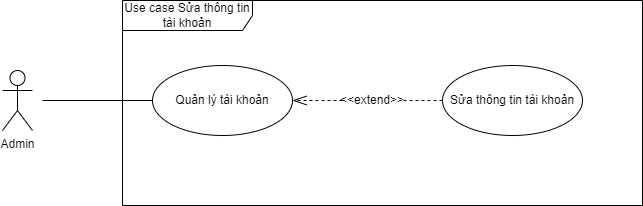 Use case Sửa thông tin
tài khoản
Quản lý tài khoản
<<extend>>
Sửa thông tin tài khoản
Admin